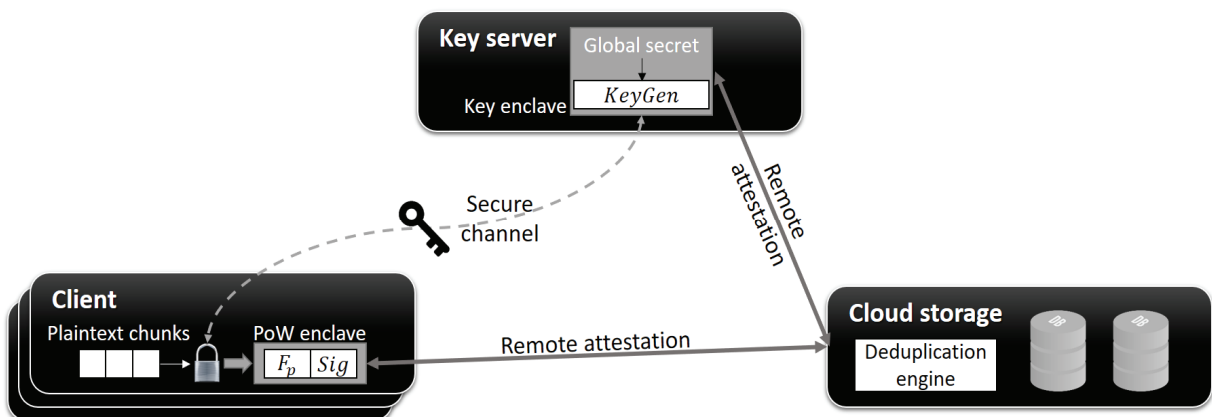 Key server
Global secret
KeyGen
Key enclave
Remote
attestation
Secure
channel
Client
Plaintext chunks
PoW enclave
Fₚ
Sig
Remote attestation
Cloud storage
Deduplication
engine
DB
DB